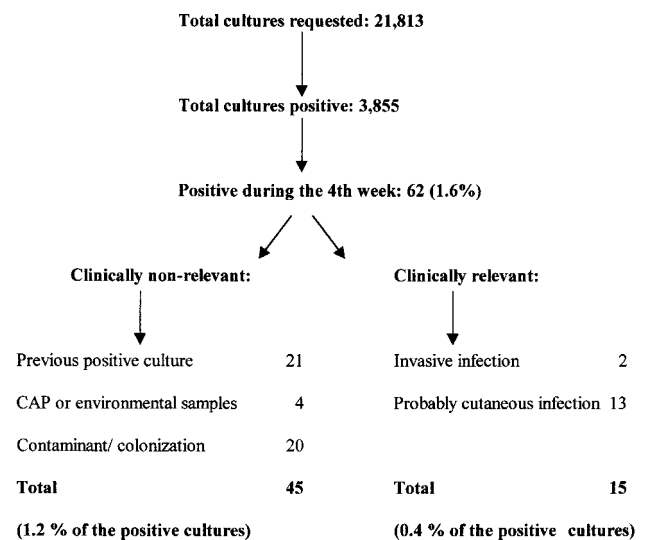 Total cultures requested: 21,813
Total cultures positive: 3,855
Positive during the 4th week: 62 (1.6%)
Clinically non-relevant:
Previous positive culture 21
CAP or environmental samples 4
Contaminant/ colonization 20
Total 45
(1.2 % of the positive cultures)
Clinically relevant:
Invasive infection 2
Probably cutaneous infection 13
Total 15
(0.4 % of the positive cultures)